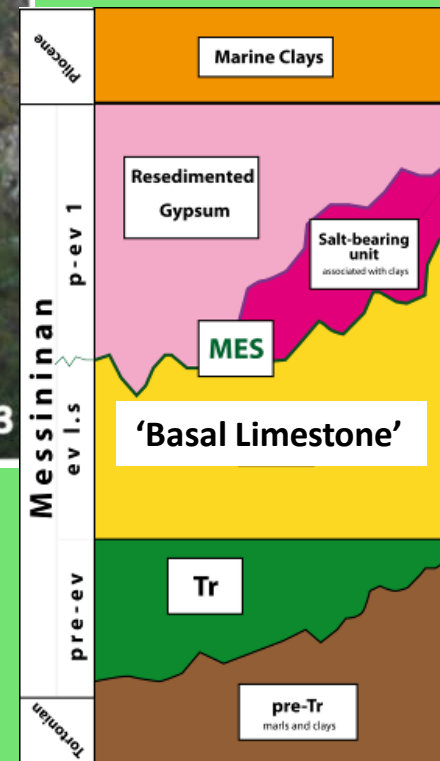 Pliocene
Marine Clays
Messininan
p-ev 1
Resedimented
Gypsum
Salt-bearing
unit
associated with clays
MES
3
ev l.s
'Basal Limestone'
pre-ev
Tr
pre-Tr
marls and clays
Tortonian